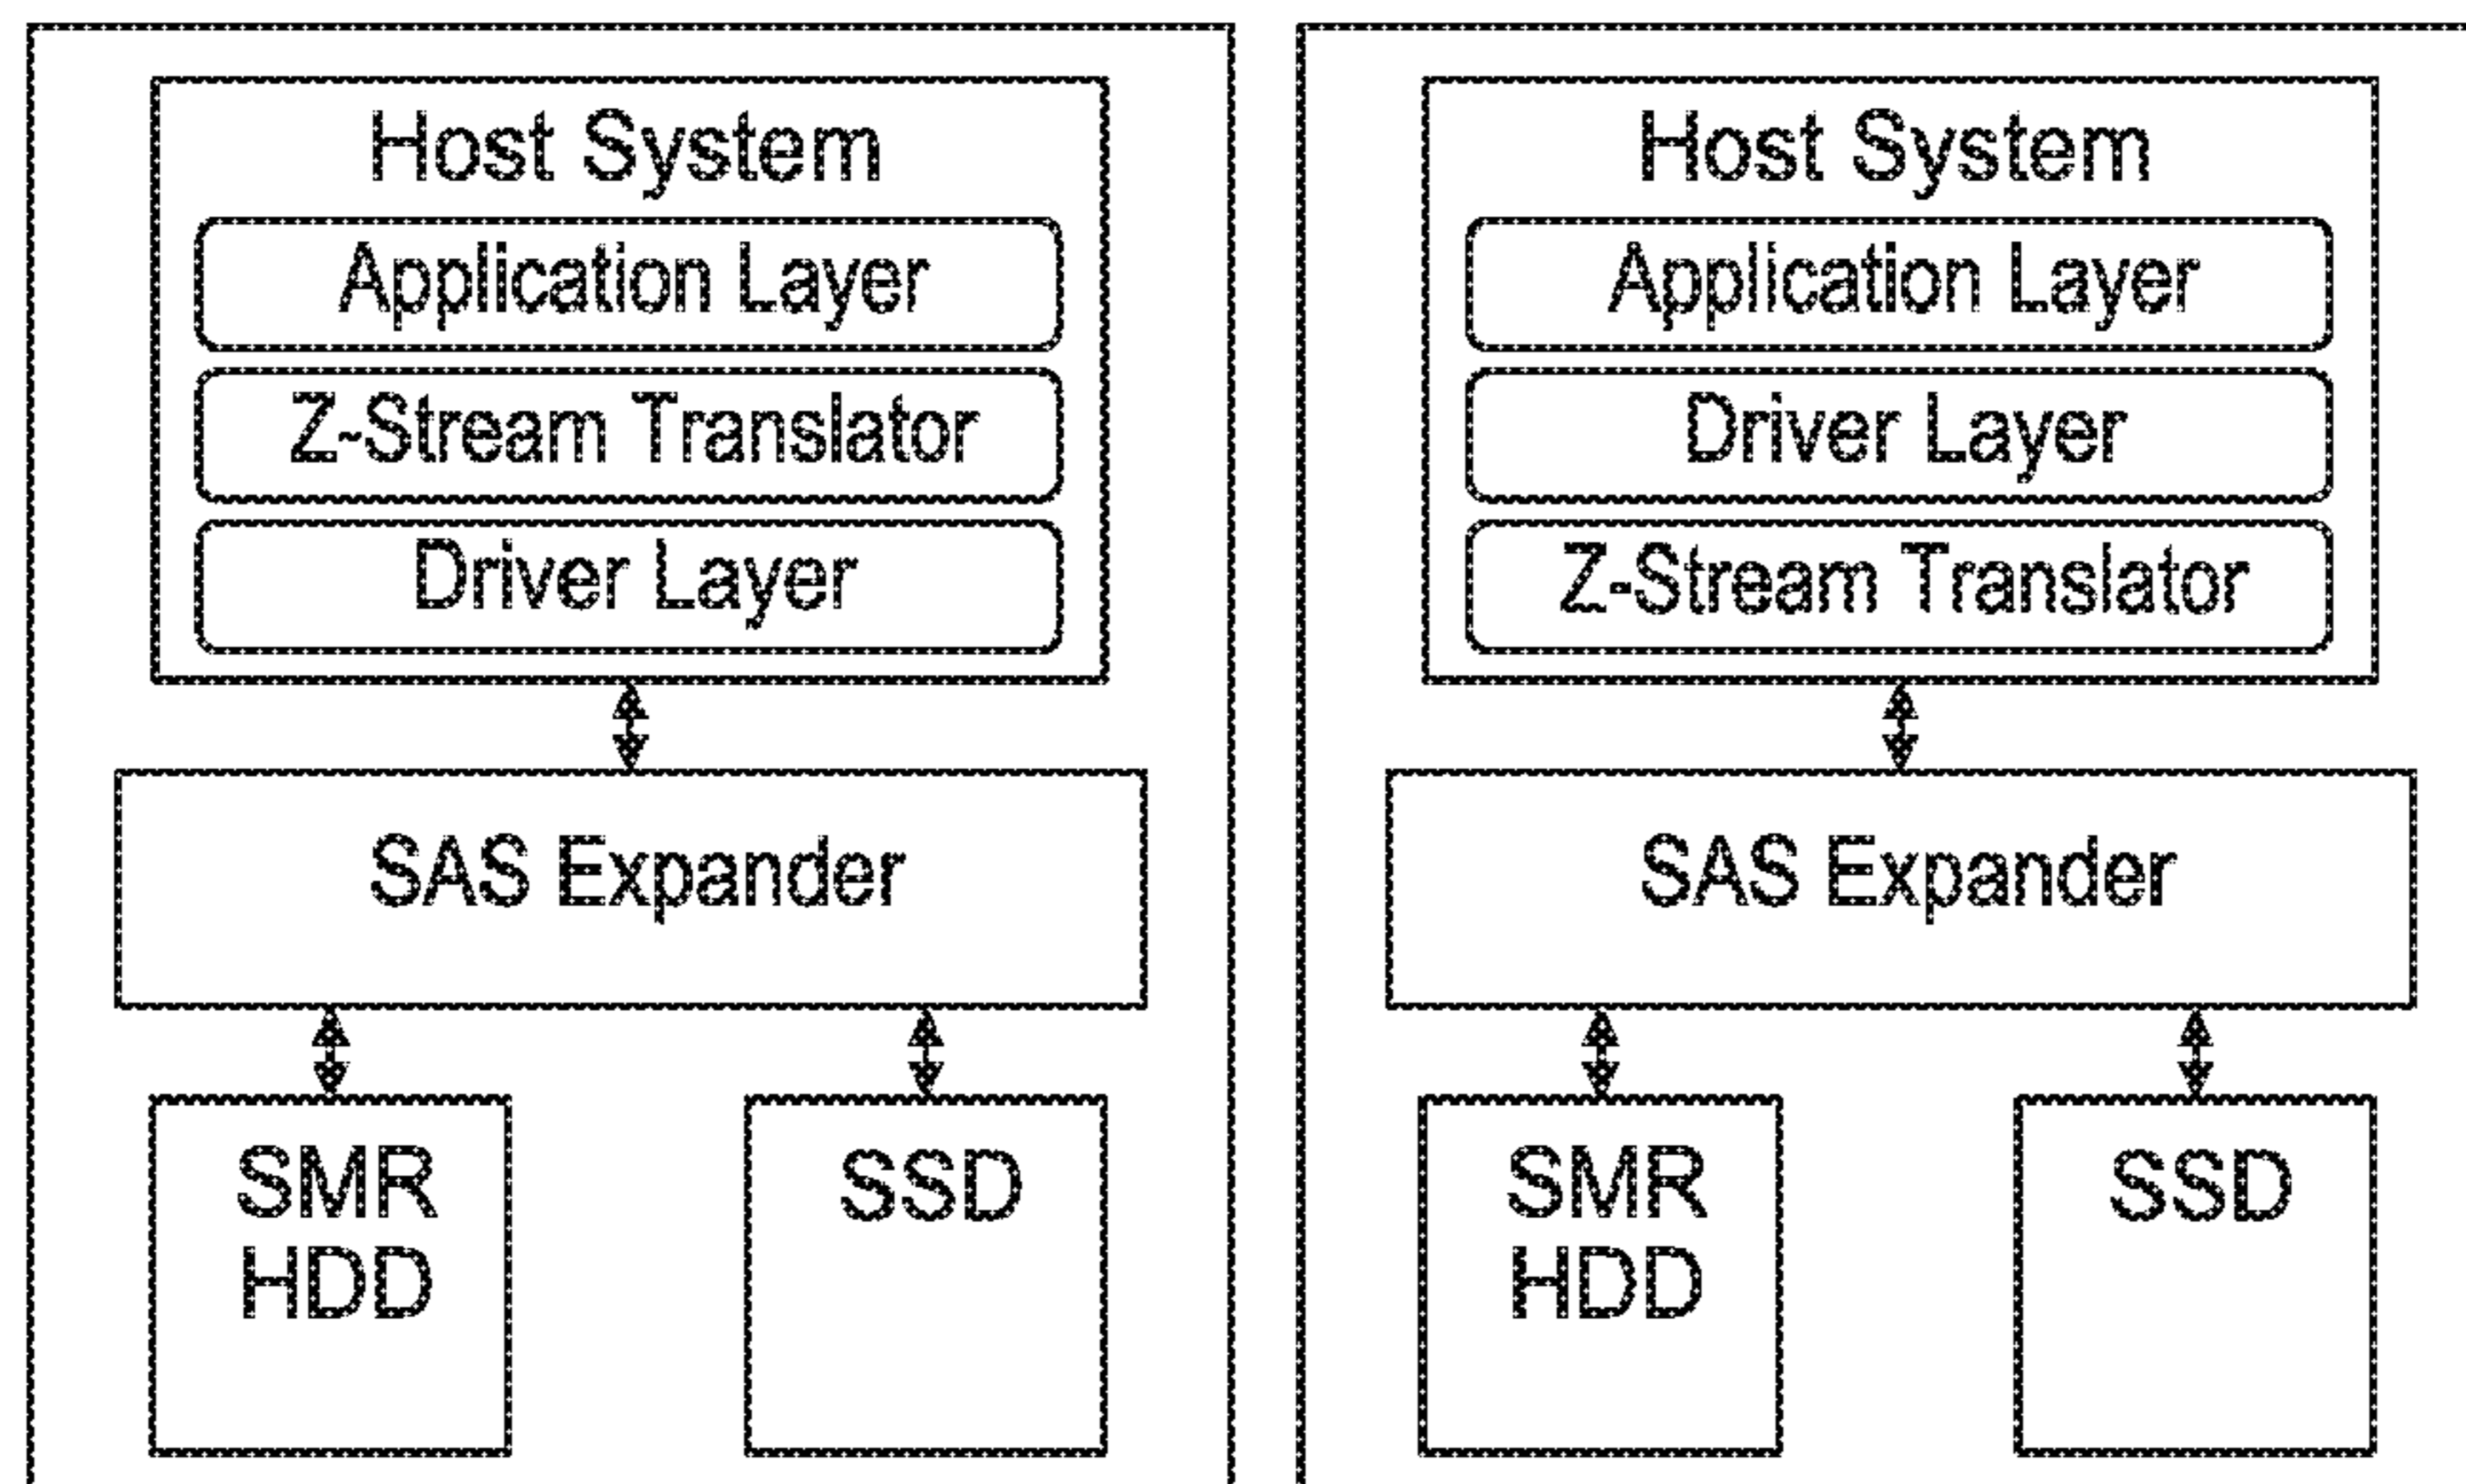 Host System
Application Layer
Z-Stream Translator
Driver Layer
SAS Expander
SMR
HDD
SSD
Host System
Application Layer
Driver Layer
Z-Stream Translator
SAS Expander
SMR
HDD
SSD